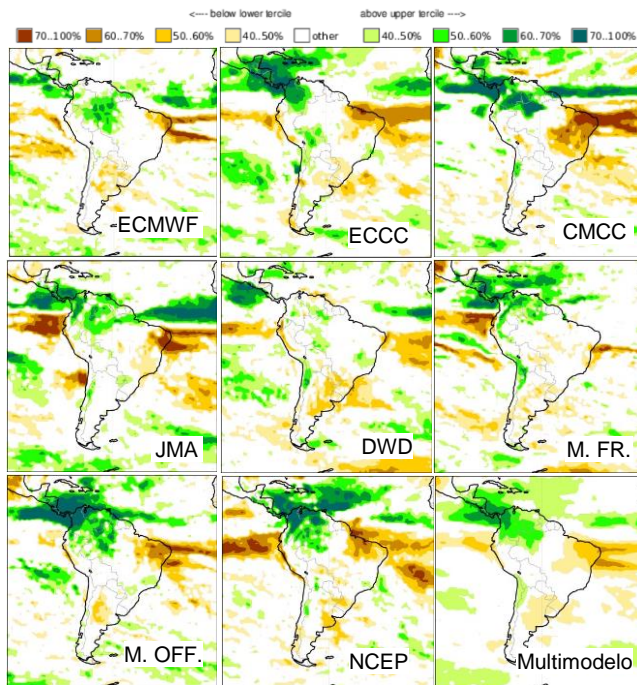 <---- below lower tercile above upper tercile ---->
70..100% 60..70% 50..60% 40..50% other 40..50% 50..60% 60..70% 70..100%
ECMWF ECCC CMCC
JMA DWD M. FR.
M. OFF. NCEP Multimodelo